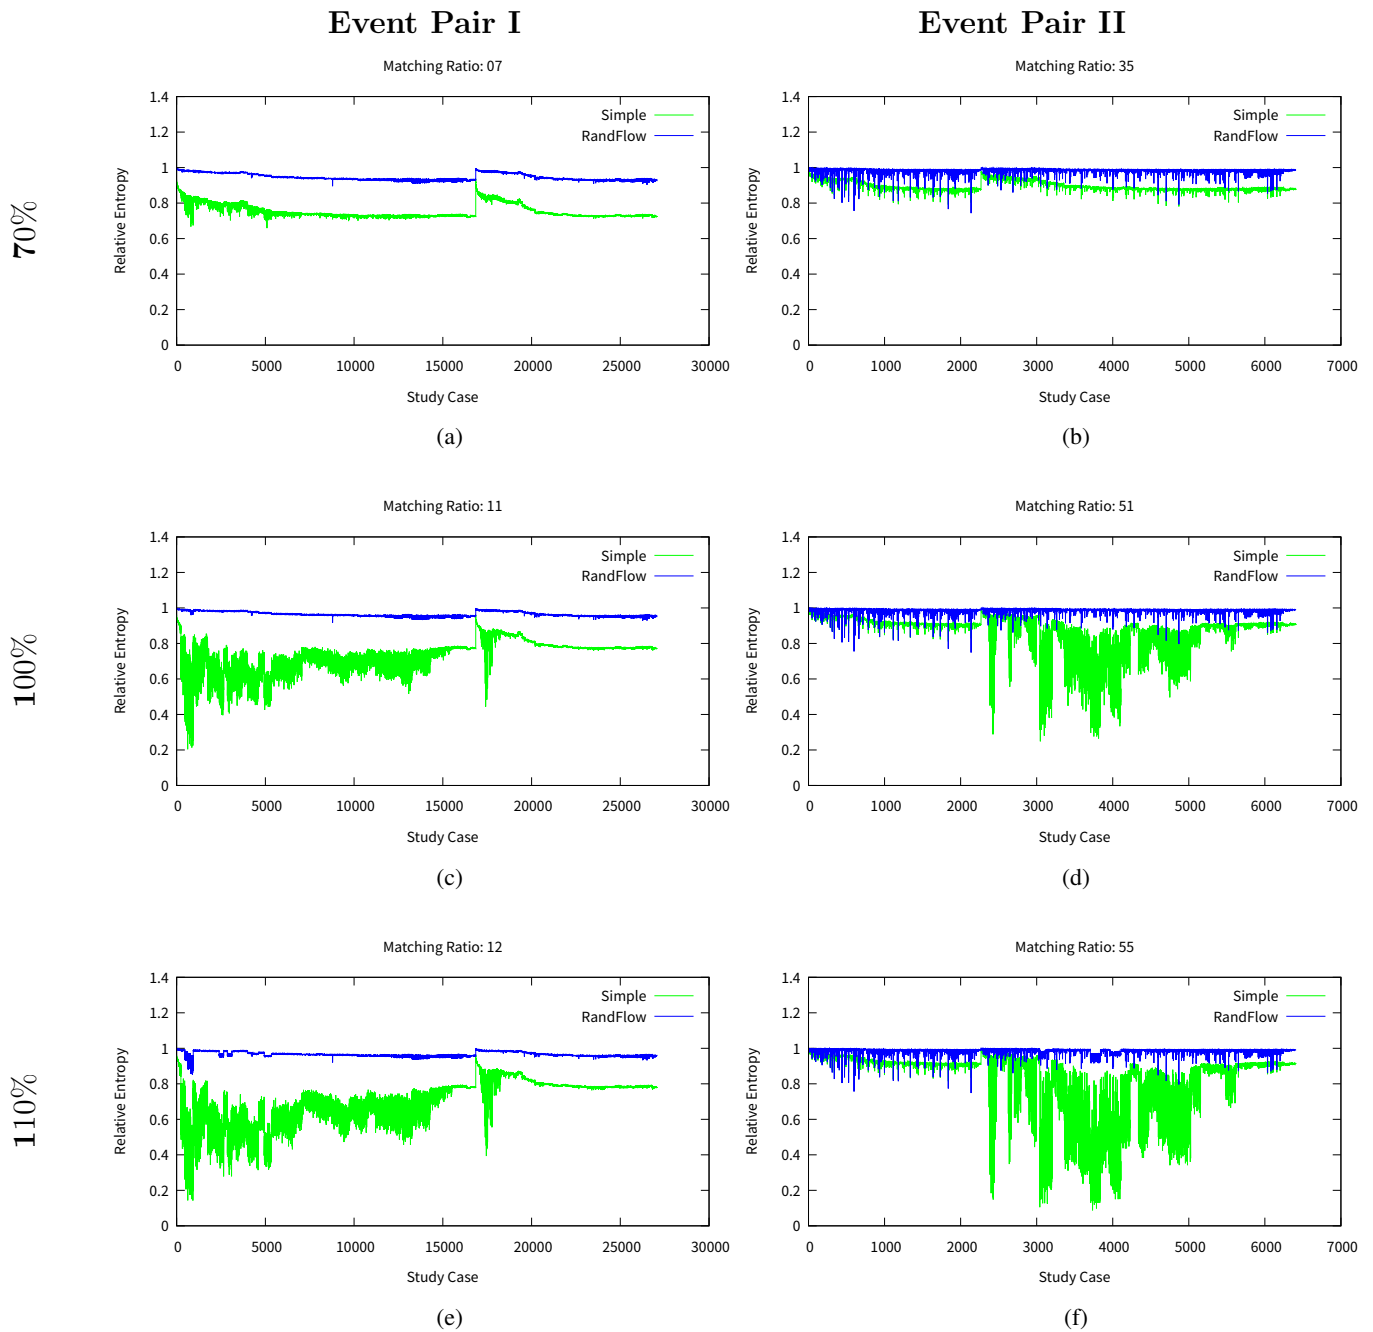 Event Pair I
Event Pair II
70%
Matching Ratio: 07
1.4
1.2
1
0.8
0.6
0.4
0.2
0
Relative Entropy
Simple
RandFlow
0 5000 10000 15000 20000 25000 30000
Study Case
(a)
Matching Ratio: 35
1.4
1.2
1
0.8
0.6
0.4
0.2
0
Relative Entropy
Simple
RandFlow
0 1000 2000 3000 4000 5000 6000 7000
Study Case
(b)
100%
Matching Ratio: 11
1.4
1.2
1
0.8
0.6
0.4
0.2
0
Relative Entropy
Simple
RandFlow
0 5000 10000 15000 20000 25000 30000
Study Case
(c)
Matching Ratio: 51
1.4
1.2
1
0.8
0.6
0.4
0.2
0
Relative Entropy
Simple
RandFlow
0 1000 2000 3000 4000 5000 6000 7000
Study Case
(d)
110%
Matching Ratio: 12
1.4
1.2
1
0.8
0.6
0.4
0.2
0
Relative Entropy
Simple
RandFlow
0 5000 10000 15000 20000 25000 30000
Study Case
(e)
Matching Ratio: 55
1.4
1.2
1
0.8
0.6
0.4
0.2
0
Relative Entropy
Simple
RandFlow
0 1000 2000 3000 4000 5000 6000 7000
Study Case
(f)